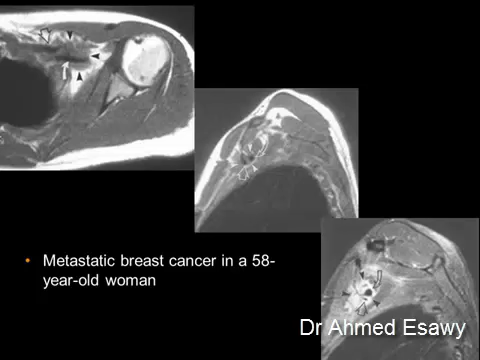 • Metastatic breast cancer in a 58-
year-old woman
Dr Ahmed Esawy